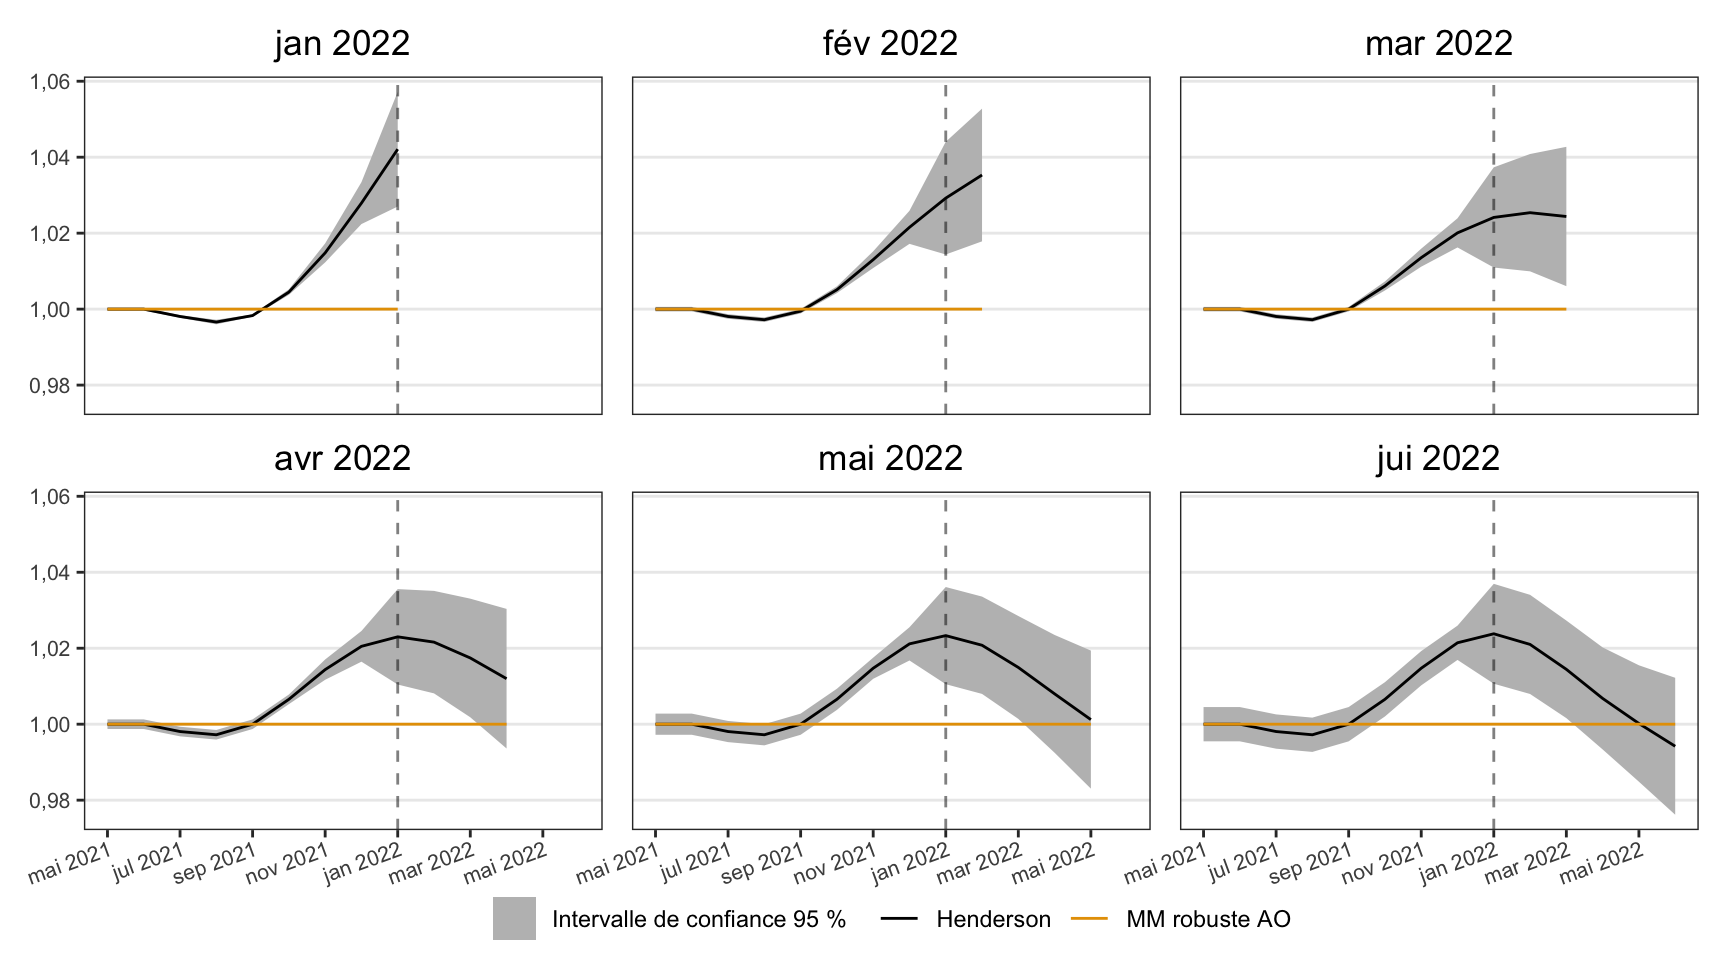 jan 2022
fév 2022
mar 2022
1,06
1,04
1,02
1,00
0,98
avr 2022
mai 2022
jui 2022
1,06
1,04
1,02
1,00
0,98
mai 2021 jul 2021 sep 2021 nov 2021 jan 2022 mar 2022 mai 2022
mai 2021 jul 2021 sep 2021 nov 2021 jan 2022 mar 2022 mai 2022
mai 2021 jul 2021 sep 2021 nov 2021 jan 2022 mar 2022 mai 2022
Intervalle de confiance 95 % Henderson MM robuste AO